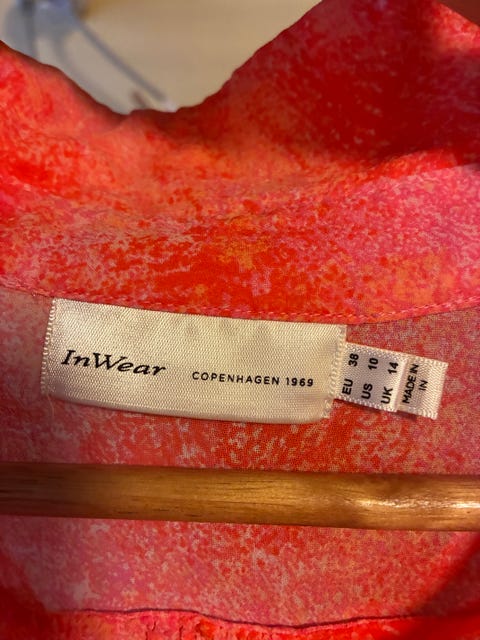 InWear
COPENHAGEN 1969
EU 38
US 10
UK 14
MADE IN
IN